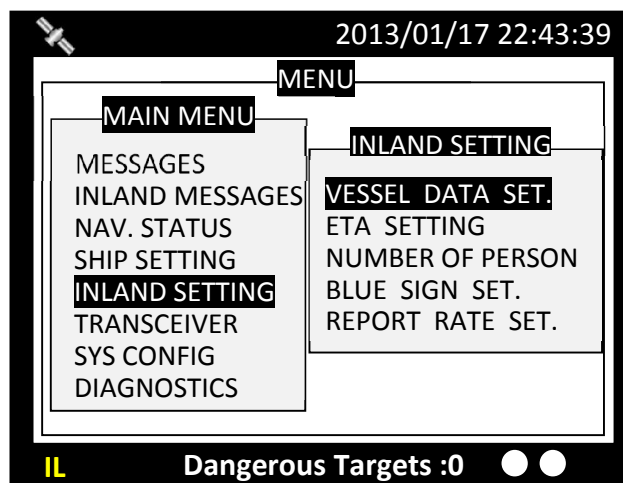 2013/01/17 22:43:39
MENU
MAIN MENU
MESSAGES
INLAND MESSAGES
NAV. STATUS
SHIP SETTING
INLAND SETTING
TRANSCEIVER
SYS CONFIG
DIAGNOSTICS
INLAND SETTING
VESSEL DATA SET.
ETA SETTING
NUMBER OF PERSON
BLUE SIGN SET.
REPORT RATE SET.
IL Dangerous Targets :0